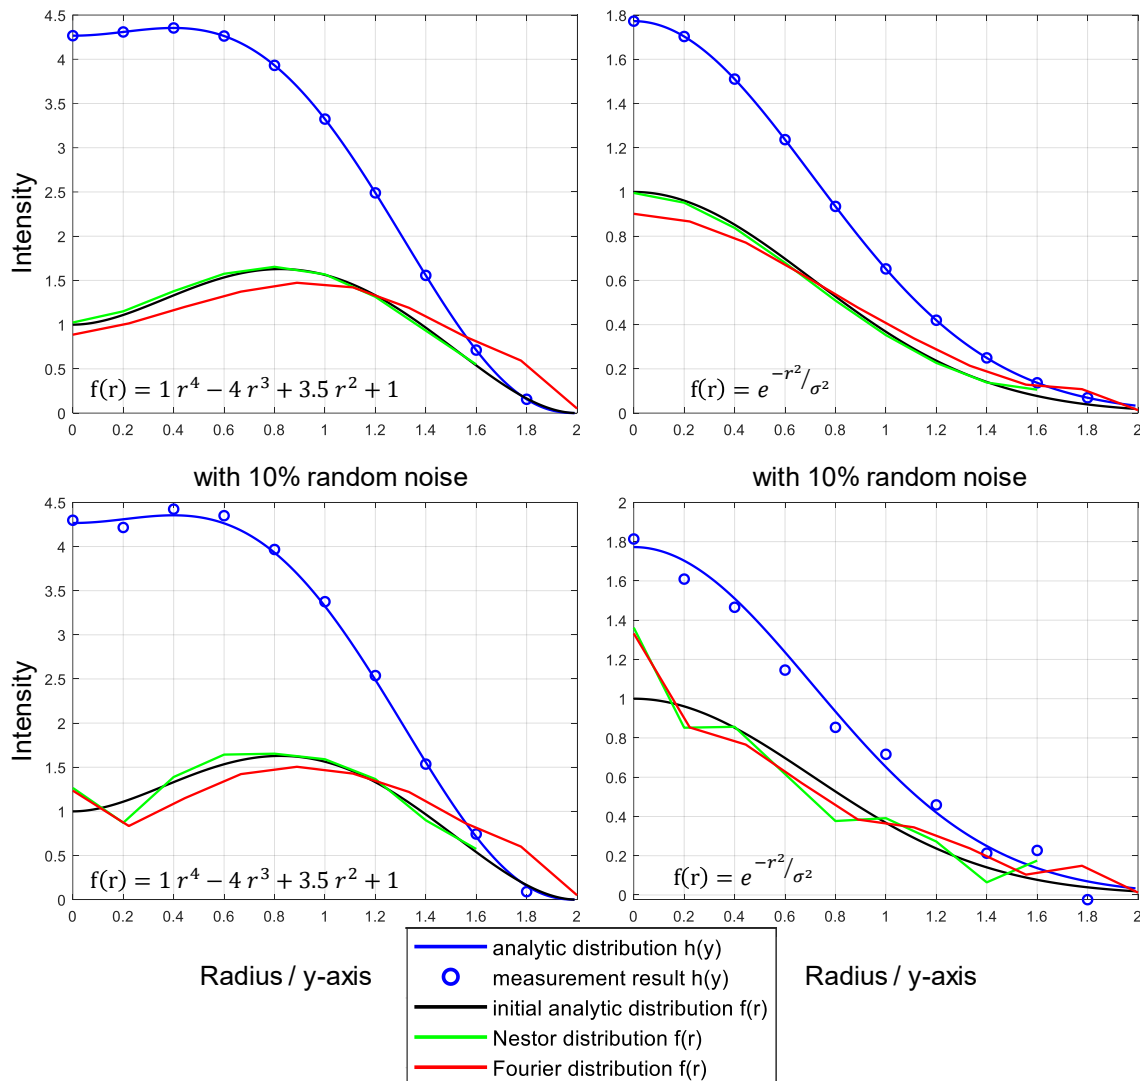 4.5 4 3.5 3 2.5 2 1.5 1 0.5 0
Intensity
f(r) = 1 r⁴ − 4 r³ + 3.5 r² + 1
0 0.2 0.4 0.6 0.8 1 1.2 1.4 1.6 1.8 2
1.8 1.6 1.4 1.2 1 0.8 0.6 0.4 0.2 0
f(r) = e^(−r²/σ²)
0 0.2 0.4 0.6 0.8 1 1.2 1.4 1.6 1.8 2
with 10% random noise
with 10% random noise
4.5 4 3.5 3 2.5 2 1.5 1 0.5 0
Intensity
f(r) = 1 r⁴ − 4 r³ + 3.5 r² + 1
0 0.2 0.4 0.6 0.8 1 1.2 1.4 1.6 1.8 2
2 1.8 1.6 1.4 1.2 1 0.8 0.6 0.4 0.2 0
f(r) = e^(−r²/σ²)
0 0.2 0.4 0.6 0.8 1 1.2 1.4 1.6 1.8 2
Radius / y-axis
Radius / y-axis
analytic distribution h(y)
measurement result h(y)
initial analytic distribution f(r)
Nestor distribution f(r)
Fourier distribution f(r)